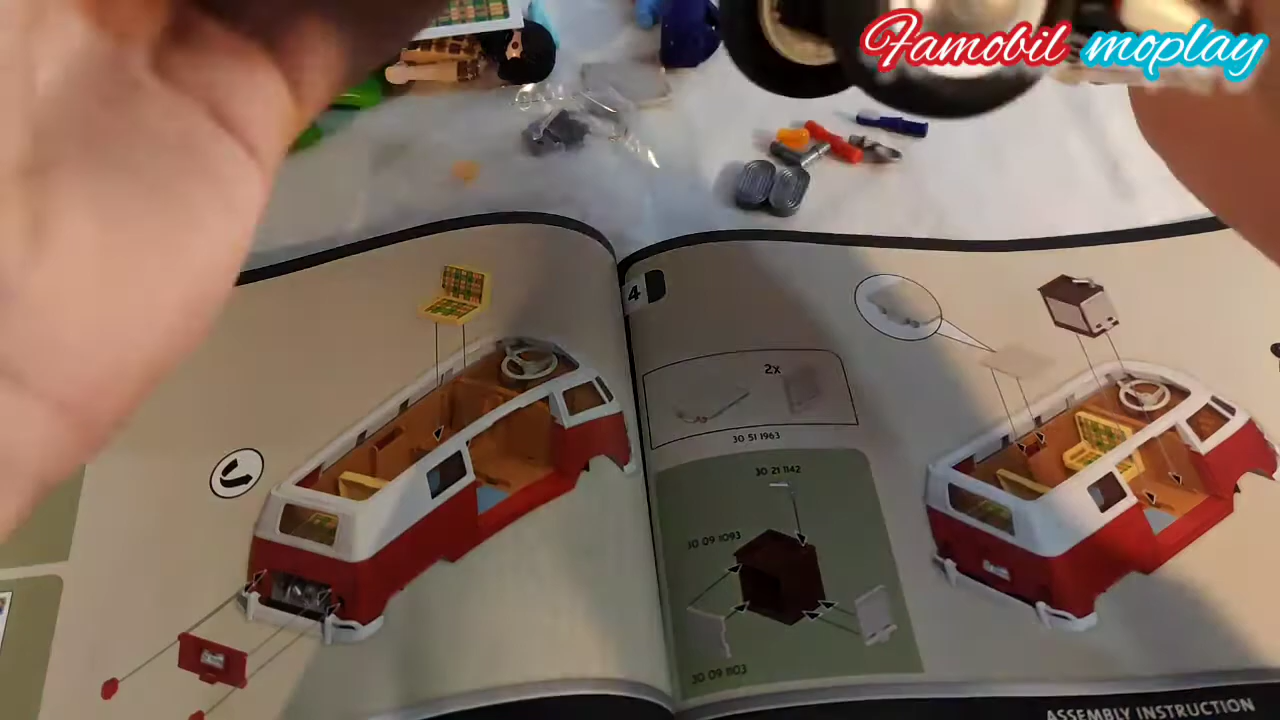 Famobil moplay
4
2x
30 51 1963
30 21 1142
30 09 1093
30 09 1103
ASSEMBLY INSTRUCTION